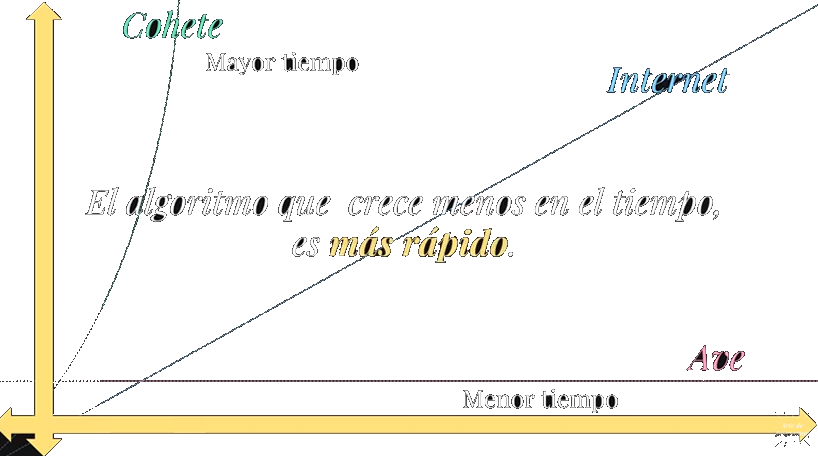 Cohete
Mayor tiempo
Internet
El algoritmo que crece menos en el tiempo,
es más rápido.
Ave
Menor tiempo